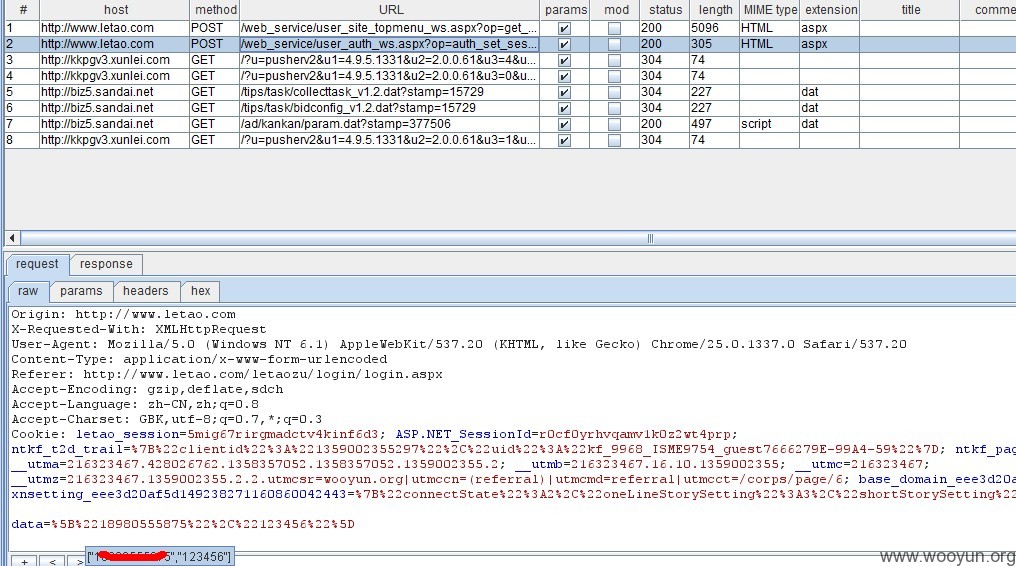 # host method URL params mod status length MIME type extension title comme
1 http://www.letao.com POST /web_service/user_site_topmenu_ws.aspx?op=get_... 200 5096 HTML aspx
2 http://www.letao.com POST /web_service/user_auth_ws.aspx?op=auth_set_ses... 200 305 HTML aspx
3 http://kkpgv3.xunlei.com GET /?u=pusherv2&u1=4.9.5.1331&u2=2.0.0.61&u3=4&u... 304 74
4 http://kkpgv3.xunlei.com GET /?u=pusherv2&u1=4.9.5.1331&u2=2.0.0.61&u3=0&u... 304 74
5 http://biz5.sandai.net GET /tips/task/collecttask_v1.2.dat?stamp=15729 304 227 dat
6 http://biz5.sandai.net GET /tips/task/bidconfig_v1.2.dat?stamp=15729 304 227 dat
7 http://biz5.sandai.net GET /ad/kankan/param.dat?stamp=377506 200 497 script dat
8 http://kkpgv3.xunlei.com GET /?u=pusherv2&u1=4.9.5.1331&u2=2.0.0.61&u3=1&u... 304 74
request response
raw params headers hex
Origin: http://www.letao.com
X-Requested-With: XMLHttpRequest
User-Agent: Mozilla/5.0 (Windows NT 6.1) AppleWebKit/537.20 (KHTML, like Gecko) Chrome/25.0.1337.0 Safari/537.20
Content-Type: application/x-www-form-urlencoded
Referer: http://www.letao.com/letaozu/login/login.aspx
Accept-Encoding: gzip,deflate,sdch
Accept-Language: zh-CN,zh;q=0.8
Accept-Charset: GBK,utf-8;q=0.7,*;q=0.3
Cookie: letao_session=5mig67rirgmadctv4kinf6d3; ASP.NET_SessionId=r0cf0yrhvqamv1k0z2wt4prp;
ntkf_t2d_trail=%7B%22clientid%22%3A%221359002355297%22%2C%22uid%22%3A%22kf_9968_ISME9754_guest7666279E-99A4-59%22%7D; ntkf_pag
__utma=216323467.428026762.1358357052.1358357052.1359002355.2; __utmb=216323467.16.10.1359002355; __utmc=216323467;
__utmz=216323467.1359002355.2.2.utmcsr=wooyun.org|utmccn=(referral)|utmcmd=referral|utmcct=/corps/page/6; base_domain_eee3d20a
xnsetting_eee3d20af5d149238271160860042443=%7B%22connectState%22%3A2%2C%22oneLineStorySetting%22%3A3%2C%22shortStorySetting%22
data=%5B%2218980555875%22%2C%22123456%22%5D
+ < >
","123456"]
www.wooyun.org